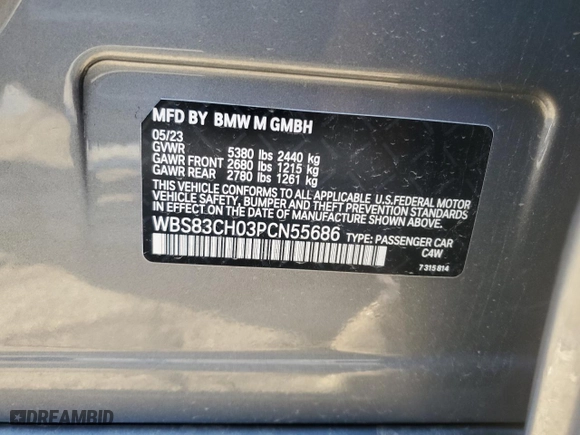 MFD BY BMW M GMBH
05/23
GVWR 5380 lbs 2440 kg
GAWR FRONT 2680 lbs 1215 kg
GAWR REAR 2780 lbs 1261 kg
THIS VEHICLE CONFORMS TO ALL APPLICABLE U.S.FEDERAL MOTOR
VEHICLE SAFETY, BUMPER AND THEFT PREVENTION STANDARDS
IN EFFECT ON THE DATE OF MANUFACTURE SHOWN ABOVE.
WBS83CH03PCN55686 TYPE: PASSENGER CAR
C4W
7 315 814
DREAMBID